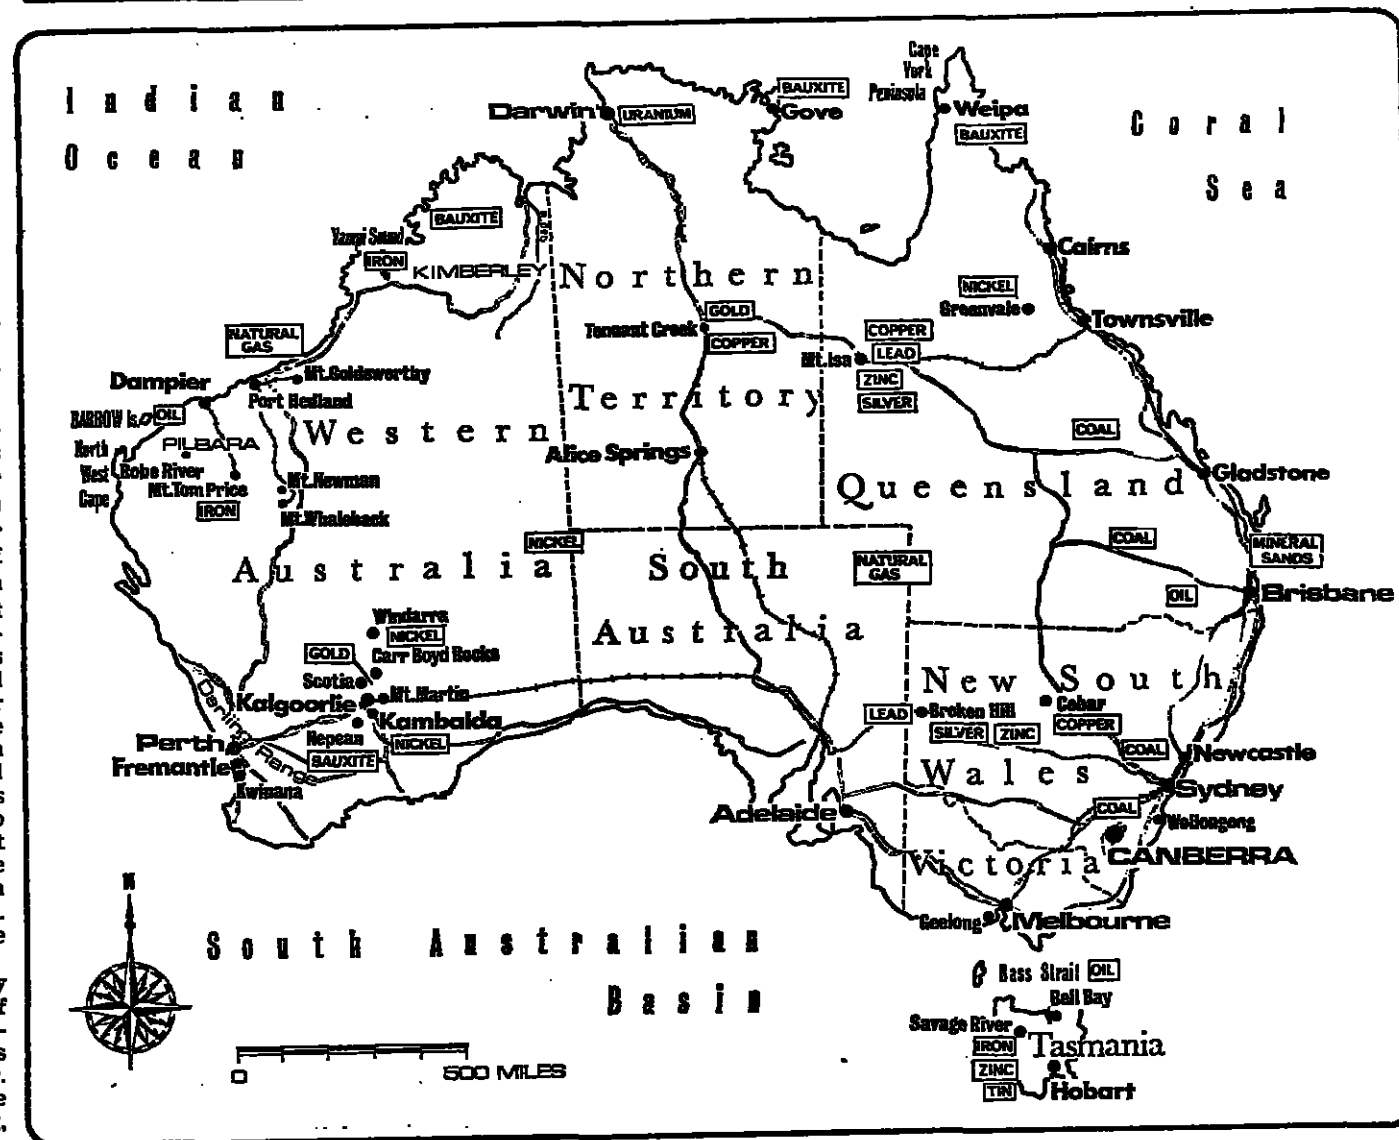 Indian
Ocean
Cape
York
Peninsula
Darwin
URANIUM
BAUXITE
Gove
Weipa
BAUXITE
Coral
Sea
BAUXITE
Yampi Sound
IRON
KIMBERLEY
Cairns
Northern
NICKEL
Greenvale
Townsville
NATURAL
GAS
Tennant Creek
GOLD
COPPER
COPPER
Mt.Isa
LEAD
ZINC
SILVER
Dampier
Mt.Goldsworthy
Port Hedland
Territory
BARROW Is.
OIL
PILBARA
Western
COAL
North
West
Cape
Robe River
Mt.Tom Price
IRON
Mt.Newman
Mt.Whaleback
Alice Springs
Queensland
Gladstone
NICKEL
Australia
South
NATURAL
GAS
COAL
MINERAL
SANDS
OIL
Brisbane
Windarra
NICKEL
GOLD
Carr Boyd Rocks
Scotia
Australia
Kalgoorlie
Mt.Martin
Kambalda
Nepean
NICKEL
BAUXITE
Darling Range
Perth
Fremantle
Kwinana
New South
LEAD
Broken Hill
SILVER
ZINC
Cobar
COPPER
COAL
Newcastle
Wales
Sydney
COAL
Wollongong
Adelaide
CANBERRA
Victoria
Geelong
Melbourne
N
South Australian
Basin
Bass Strait
OIL
Bell Bay
Savage River
IRON
Tasmania
ZINC
TIN
Hobart
0
500 MILES